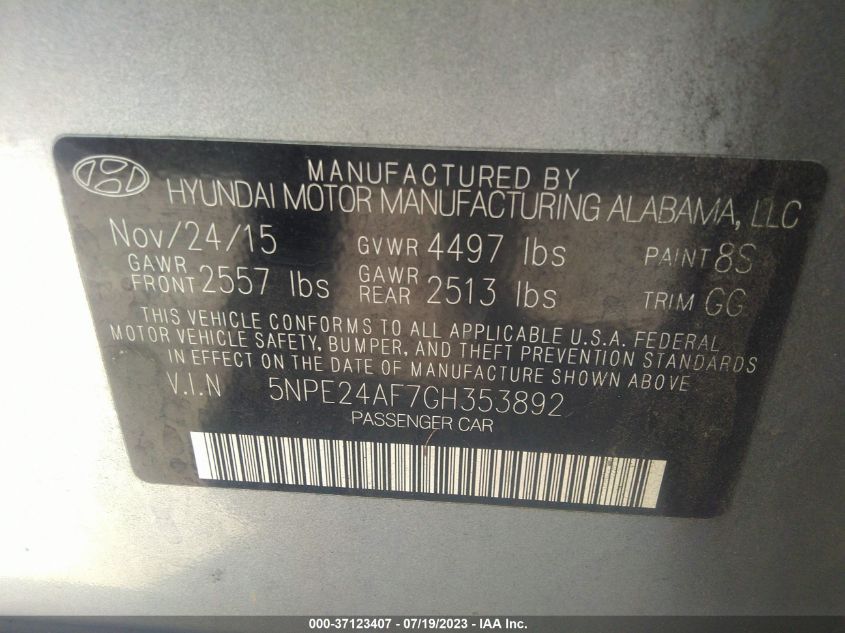 MANUFACTURED BY
HYUNDAI MOTOR MANUFACTURING ALABAMA, LLC
Nov/24/15 GVWR 4497 lbs PAINT 8S
GAWR FRONT 2557 lbs GAWR REAR 2513 lbs TRIM GG
THIS VEHICLE CONFORMS TO ALL APPLICABLE U.S.A. FEDERAL
MOTOR VEHICLE SAFETY, BUMPER, AND THEFT PREVENTION STANDARDS
IN EFFECT ON THE DATE OF MANUFACTURE SHOWN ABOVE
V.I.N 5NPE24AF7GH353892
PASSENGER CAR
000-37123407 - 07/19/2023 - IAA Inc.